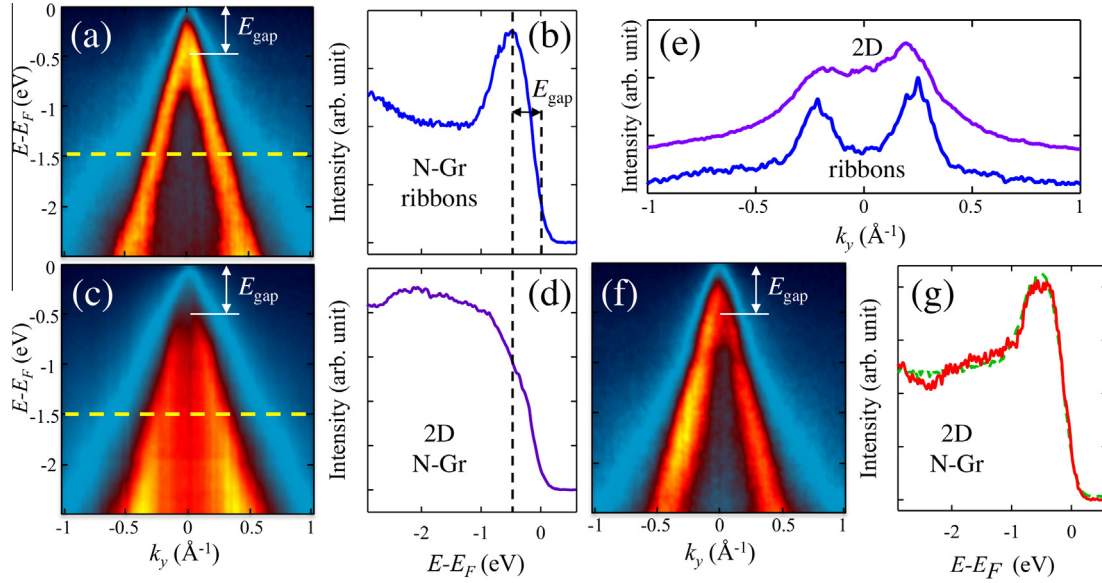 (a)
E_gap
E-E_F (eV)
0
-0.5
-1
-1.5
-2
(b)
E_gap
N-Gr
ribbons
Intensity (arb. unit)
(e)
2D
ribbons
Intensity (arb. unit)
-1
-0.5
0
0.5
1
k_y (Å⁻¹)
(c)
E_gap
E-E_F (eV)
0
-0.5
-1
-1.5
-2
-1
-0.5
0
0.5
1
k_y (Å⁻¹)
(d)
2D
N-Gr
Intensity (arb. unit)
-2
-1
0
E-E_F (eV)
(f)
E_gap
-1
-0.5
0
0.5
1
k_y (Å⁻¹)
(g)
2D
N-Gr
Intensity (arb. unit)
-2
-1
0
E-E_F (eV)